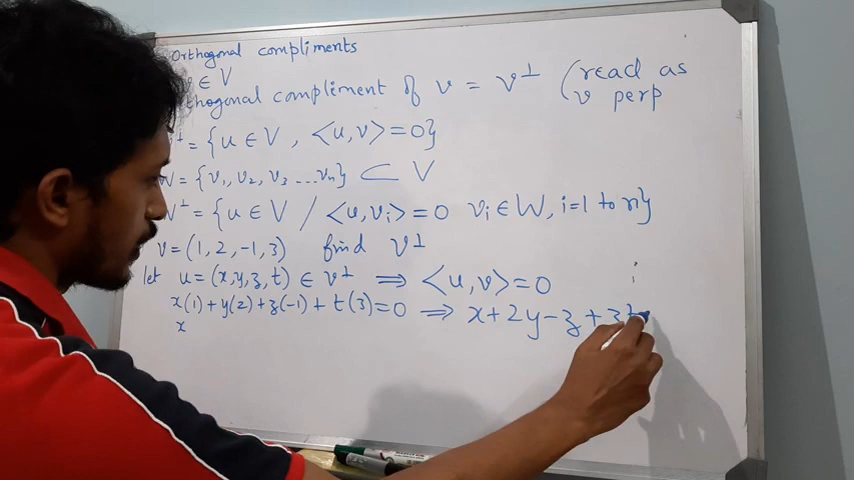 Orthogonal compliments
∈ V
thogonal compliment of v = v⊥ (read as v perp
⊥ = {u ∈ V , <u,v> = 0}
W = {v₁, v₂, v₃ ... vₙ} ⊂ V
W⊥ = {u ∈ V / <u,vᵢ> = 0 vᵢ ∈ W, i = 1 to n}
v = (1, 2, -1, 3) find v⊥
let u = (x,y,z,t) ∈ v⊥ ⟹ <u,v> = 0
x(1) + y(2) + z(-1) + t(3) = 0 ⟹ x + 2y - z + 3t
x